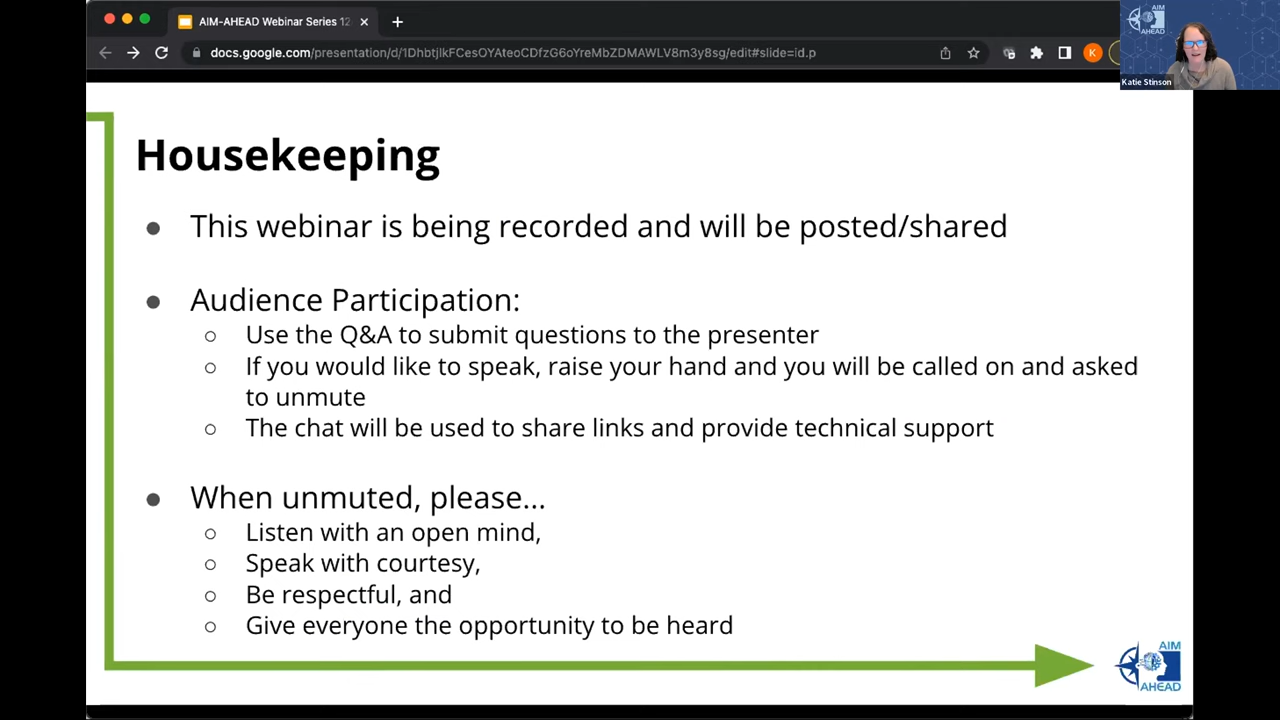 AIM-AHEAD Webinar Series 12
docs.google.com/presentation/d/1DhbtjlkFCesOYAteoCDfzG6oYreMbZDMAWLV8m3y8sg/edit#slide=id.p
K
AIM
AHEAD
Katie Stinson
Housekeeping
● This webinar is being recorded and will be posted/shared
● Audience Participation:
○ Use the Q&A to submit questions to the presenter
○ If you would like to speak, raise your hand and you will be called on and asked
to unmute
○ The chat will be used to share links and provide technical support
● When unmuted, please...
○ Listen with an open mind,
○ Speak with courtesy,
○ Be respectful, and
○ Give everyone the opportunity to be heard
AIM
AHEAD